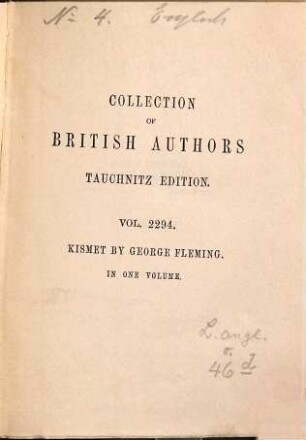 No 4. English
COLLECTION
OF
BRITISH AUTHORS
TAUCHNITZ EDITION.
VOL. 2294.
KISMET BY GEORGE FLEMING.
IN ONE VOLUME.
L. angl.
46